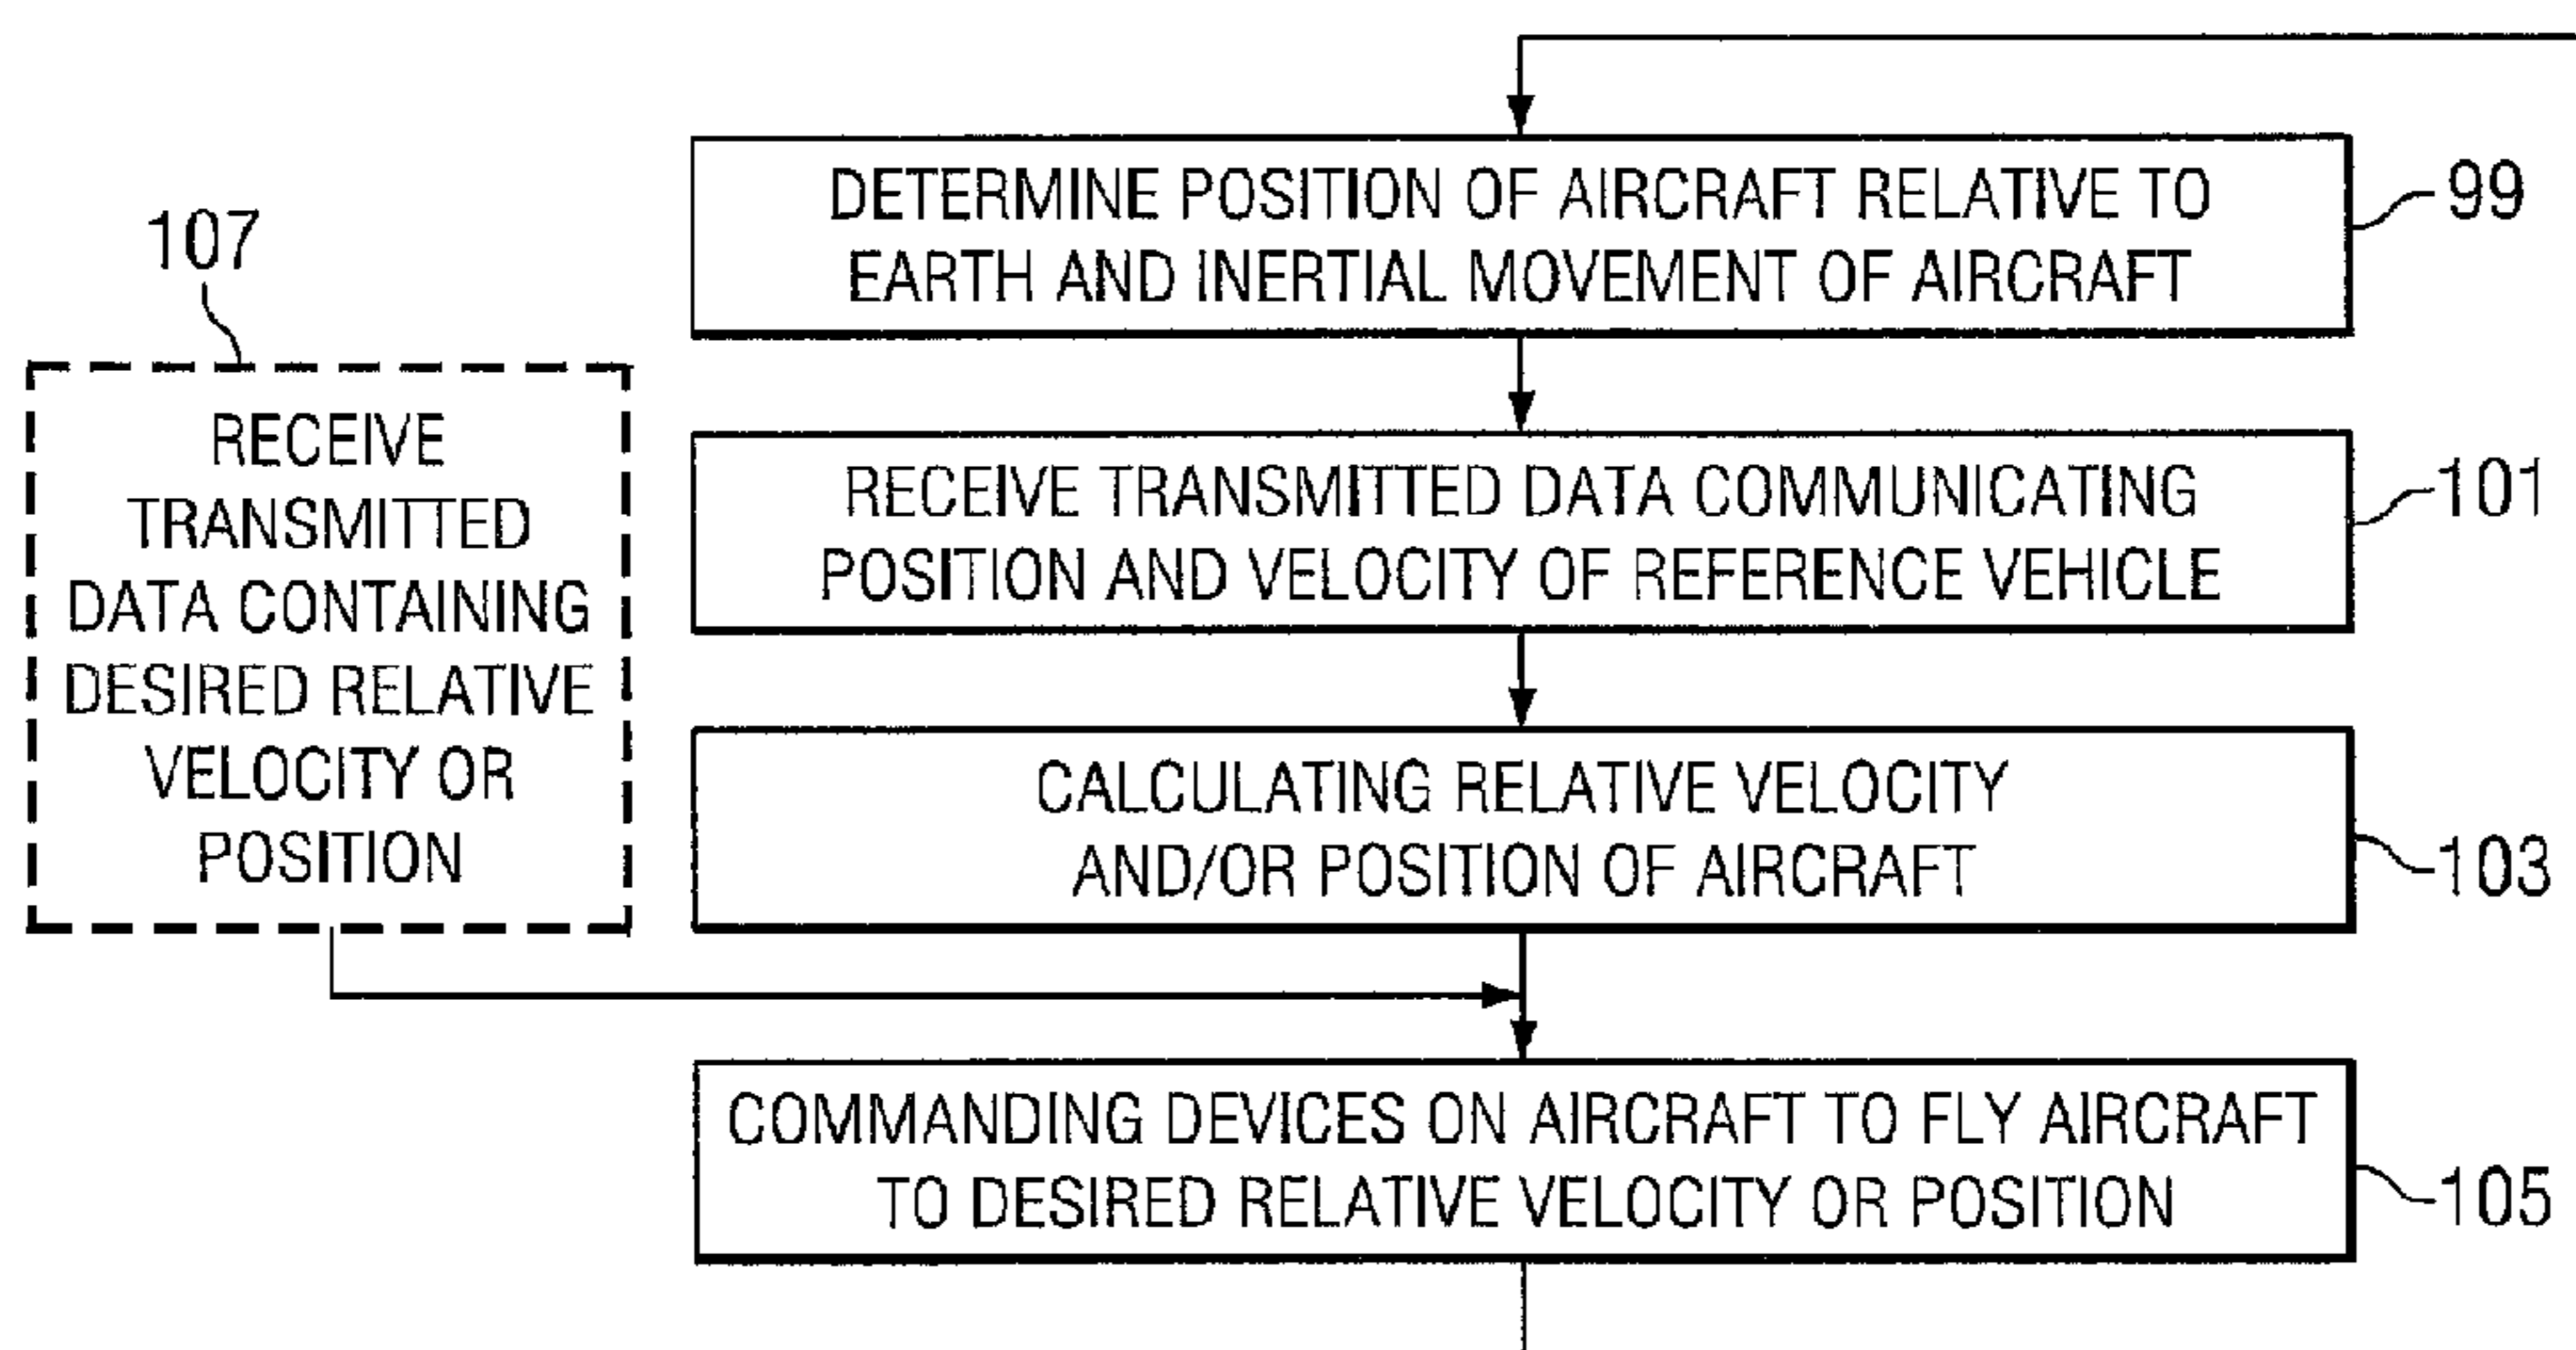 DETERMINE POSITION OF AIRCRAFT RELATIVE TO
EARTH AND INERTIAL MOVEMENT OF AIRCRAFT
99
107
RECEIVE
TRANSMITTED
DATA CONTAINING
DESIRED RELATIVE
VELOCITY OR
POSITION
RECEIVE TRANSMITTED DATA COMMUNICATING
POSITION AND VELOCITY OF REFERENCE VEHICLE
101
CALCULATING RELATIVE VELOCITY
AND/OR POSITION OF AIRCRAFT
103
COMMANDING DEVICES ON AIRCRAFT TO FLY AIRCRAFT
TO DESIRED RELATIVE VELOCITY OR POSITION
105